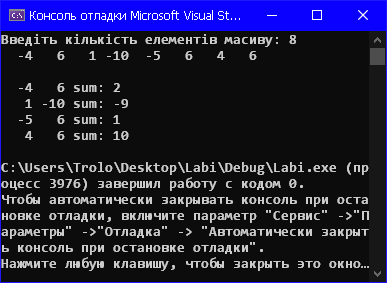 Консоль отладки Microsoft Visual St...
Введіть кількість елементів масиву: 8
-4 6 1 -10 -5 6 4 6
-4 6 sum: 2
1 -10 sum: -9
-5 6 sum: 1
4 6 sum: 10
C:\Users\Trolo\Desktop\Labi\Debug\Labi.exe (пр
оцесс 3976) завершил работу с кодом 0.
Чтобы автоматически закрывать консоль при оста
новке отладки, включите параметр "Сервис" ->"П
араметры" ->"Отладка" -> "Автоматически закрыт
ь консоль при остановке отладки".
Нажмите любую клавишу, чтобы закрыть это окно…